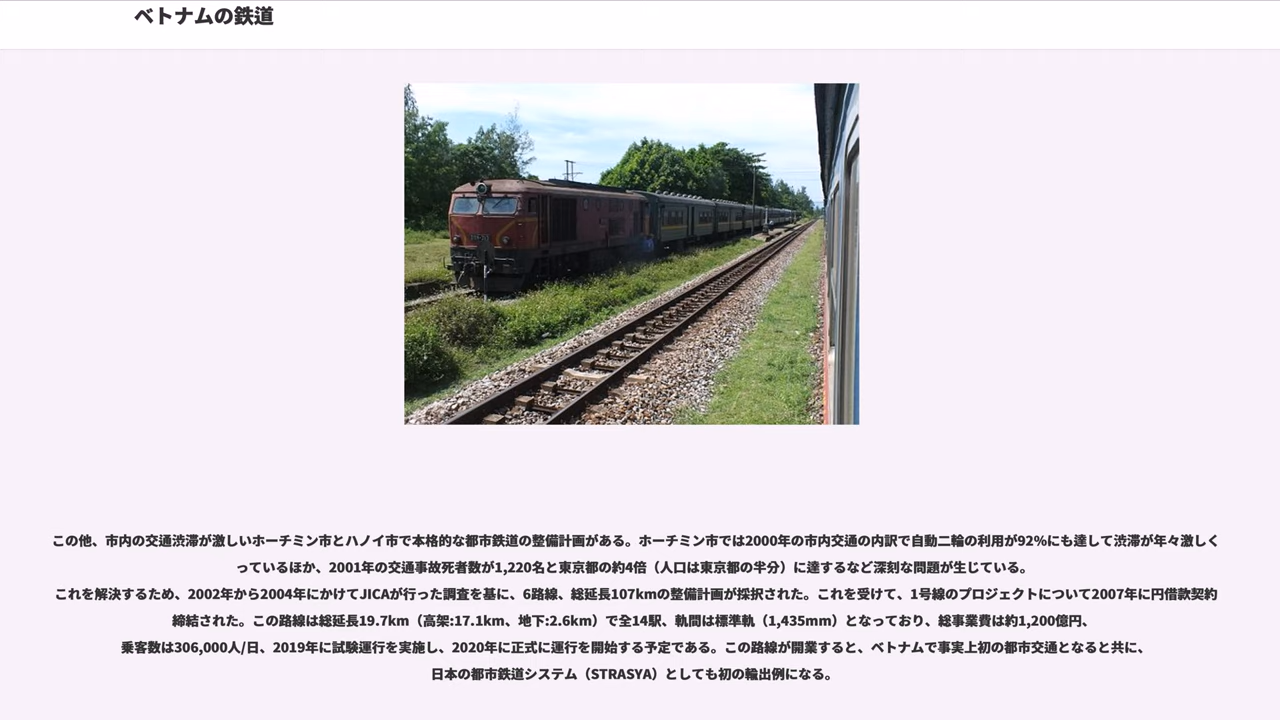 ベトナムの鉄道
この他、市内の交通渋滞が激しいホーチミン市とハノイ市で本格的な都市鉄道の整備計画がある。ホーチミン市では2000年の市内交通の内訳で自動二輪の利用が92%にも達して渋滞が年々激しく
っているほか、2001年の交通事故死者数が1,220名と東京都の約4倍（人口は東京都の半分）に達するなど深刻な問題が生じている。
これを解決するため、2002年から2004年にかけてJICAが行った調査を基に、6路線、総延長107kmの整備計画が採択された。これを受けて、1号線のプロジェクトについて2007年に円借款契約
締結された。この路線は総延長19.7km（高架:17.1km、地下:2.6km）で全14駅、軌間は標準軌（1,435mm）となっており、総事業費は約1,200億円、
乗客数は306,000人/日、2019年に試験運行を実施し、2020年に正式に運行を開始する予定である。この路線が開業すると、ベトナムで事実上初の都市交通となると共に、
日本の都市鉄道システム（STRASYA）としても初の輸出例になる。